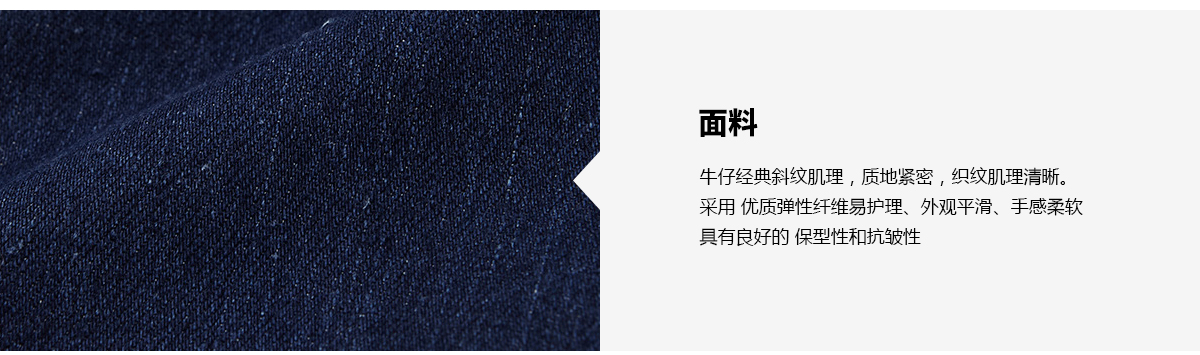 面料
牛仔经典斜纹肌理，质地紧密，织纹肌理清晰。
采用 优质弹性纤维易护理、外观平滑、手感柔软
具有良好的 保型性和抗皱性